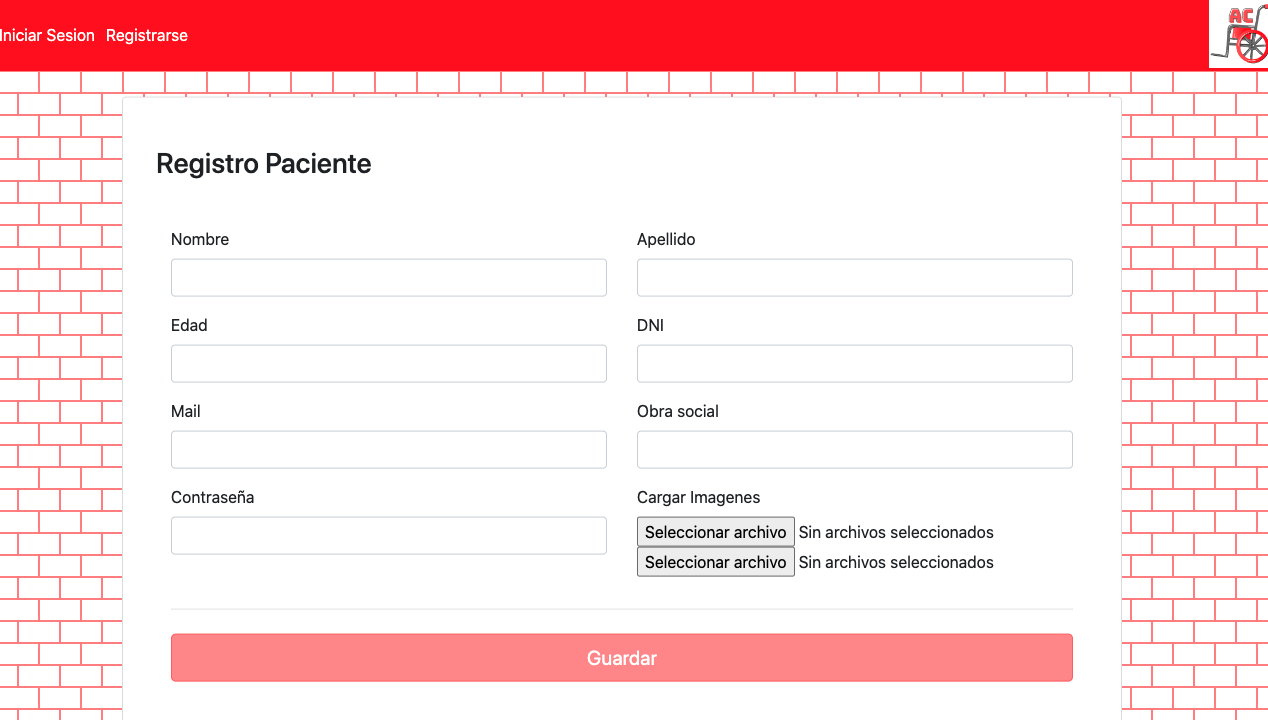 Iniciar Sesion Registrarse
AC
Registro Paciente
Nombre Apellido
Edad DNI
Mail Obra social
Contraseña Cargar Imagenes
Seleccionar archivo Sin archivos seleccionados
Seleccionar archivo Sin archivos seleccionados
Guardar